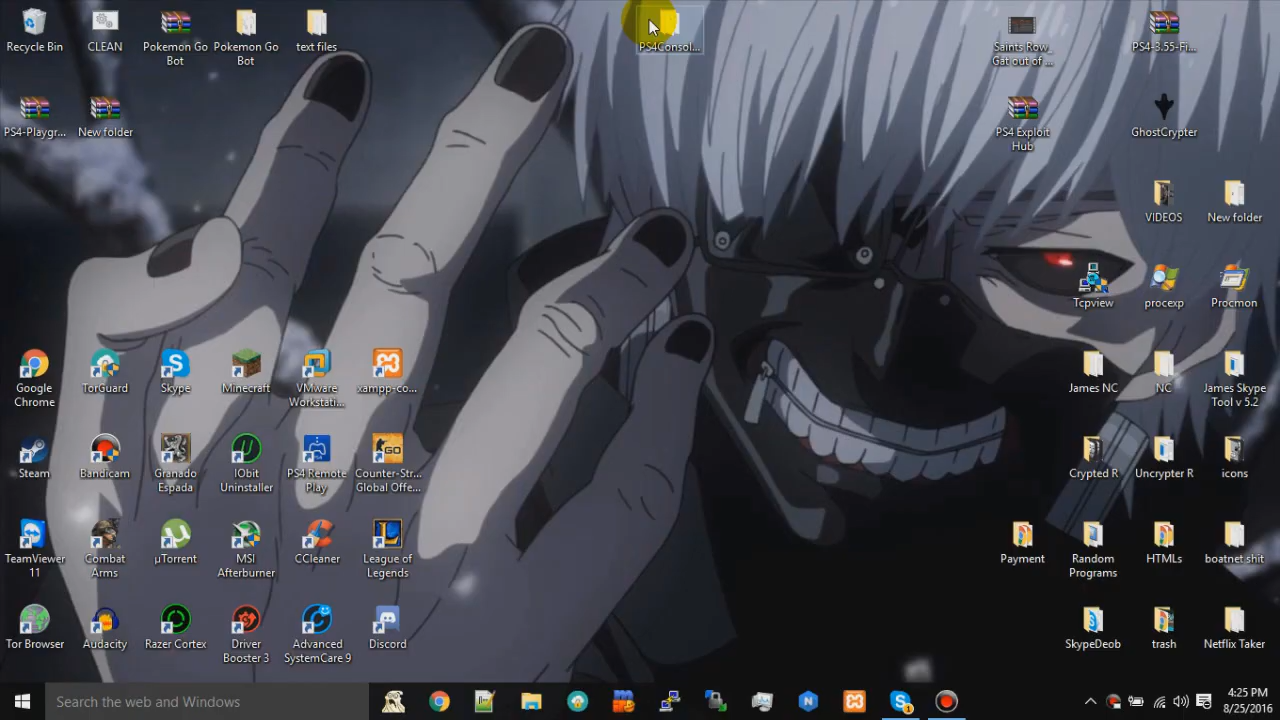 Recycle Bin
CLEAN
Pokemon Go
Bot
Pokemon Go
Bot
text files
PS4Consol...
Saints Row_
Gat out of ...
PS4-3.55-Fi...
PS4-Playgr...
New folder
PS4 Exploit
Hub
GhostCrypter
VIDEOS
New folder
Tcpview
procexp
Procmon
Google
Chrome
TorGuard
Skype
Minecraft
VMware
Workstati...
xampp-co...
James NC
NC
James Skype
Tool v 5.2
Steam
Bandicam
Granado
Espada
IObit
Uninstaller
PS4 Remote
Play
Counter-Str...
Global Offe...
Crypted R
Uncrypter R
icons
TeamViewer
11
Combat
Arms
µTorrent
MSI
Afterburner
CCleaner
League of
Legends
Payment
Random
Programs
HTMLs
boatnet shit
Tor Browser
Audacity
Razer Cortex
Driver
Booster 3
Advanced
SystemCare 9
Discord
SkypeDeob
trash
Netflix Taker
Search the web and Windows
4:25 PM
8/25/2016